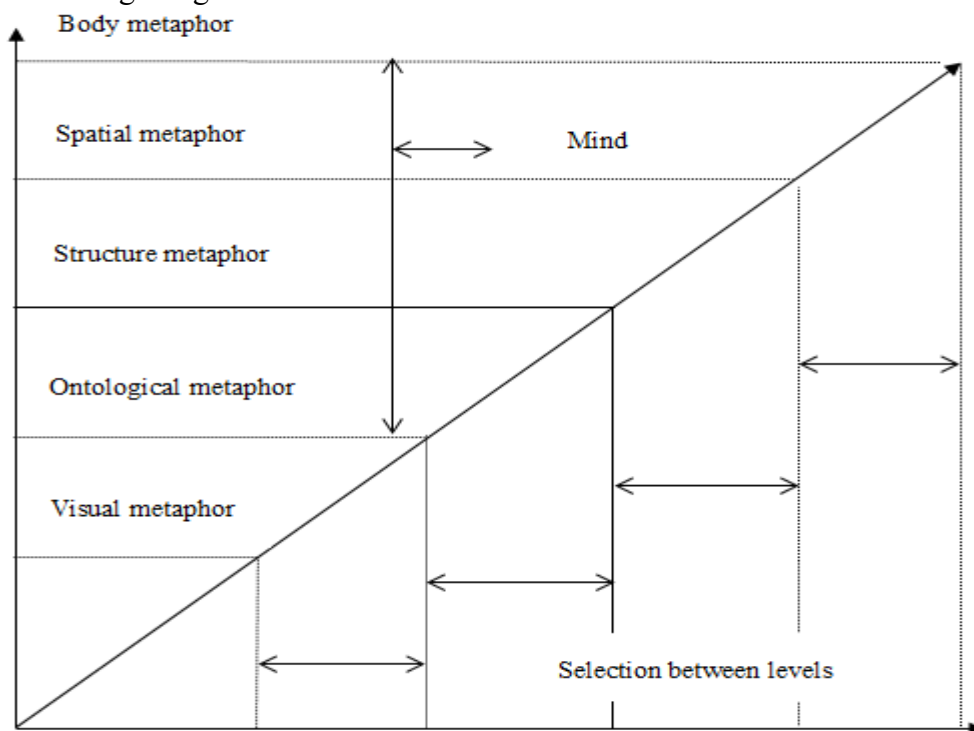 Body metaphor
Spatial metaphor
Mind
Structure metaphor
Ontological metaphor
Visual metaphor
Selection between levels